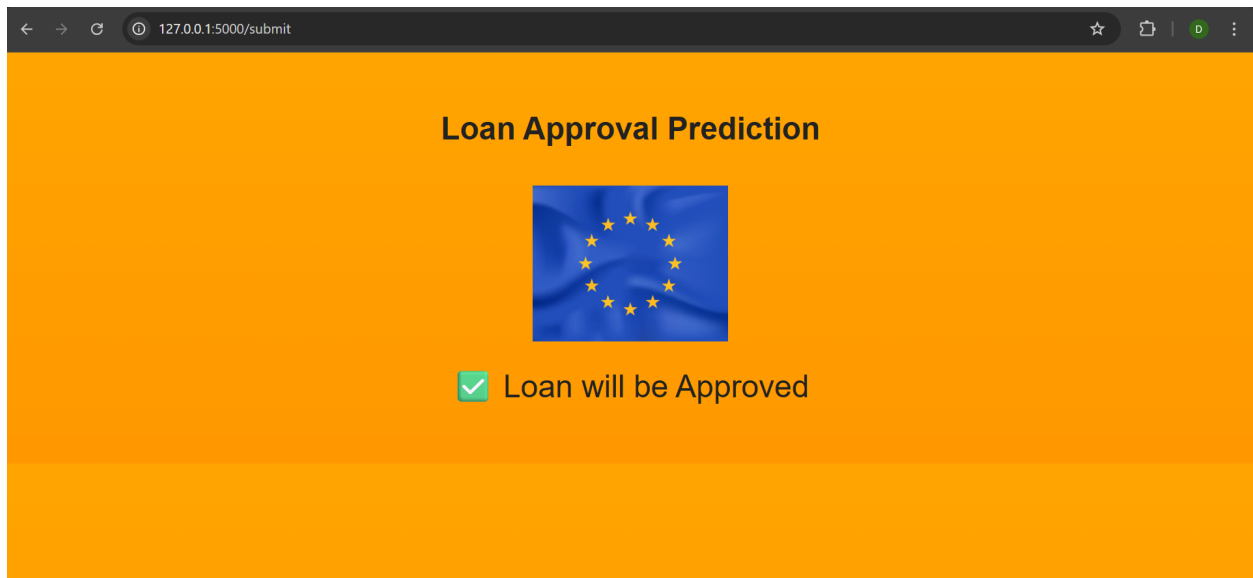 127.0.0.1:5000/submit
D
Loan Approval Prediction
Loan will be Approved